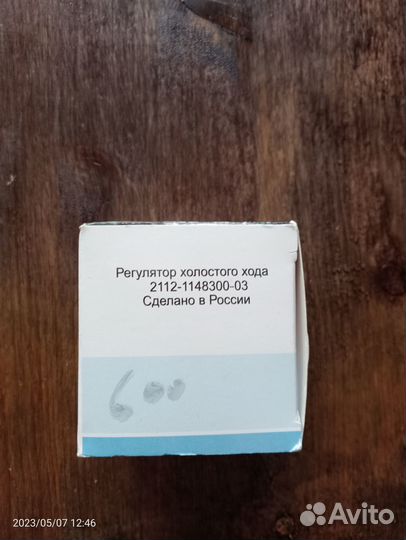 Регулятор холостого хода
2112-1148300-03
Сделано в России
600
2023/05/07 12:46
Avito